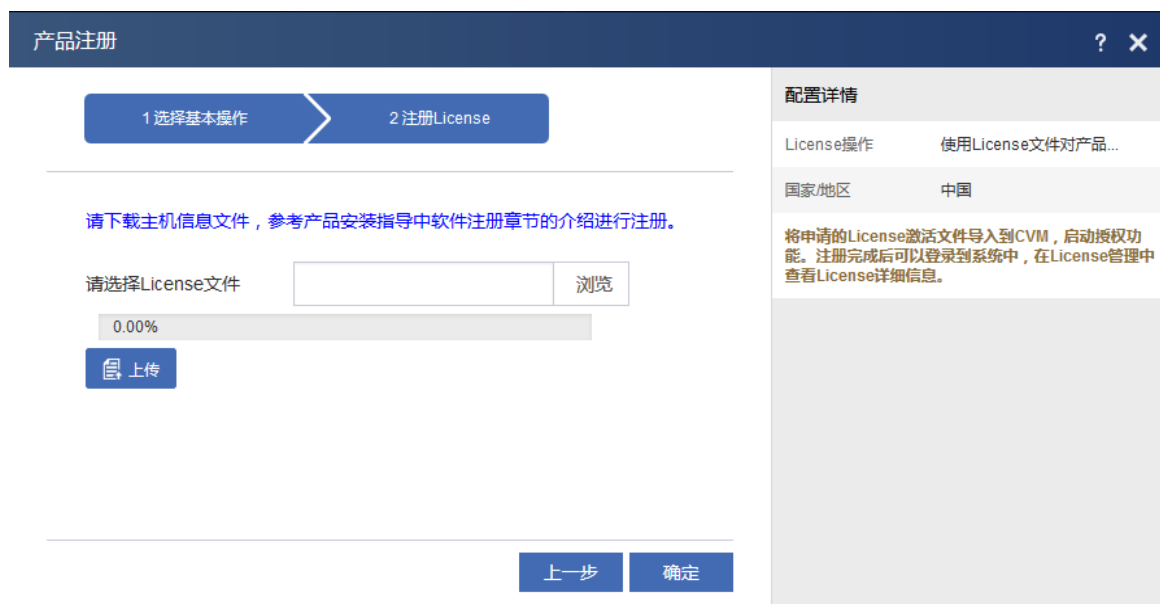 产品注册
?
1 选择基本操作
2 注册License
请下载主机信息文件，参考产品安装指导中软件注册章节的介绍进行注册。
请选择License文件
浏览
0.00%
上传
上一步
确定
配置详情
License操作 使用License文件对产品...
国家/地区 中国
将申请的License激活文件导入到CVM，启动授权功
能。注册完成后可以登录到系统中，在License管理中
查看License详细信息。